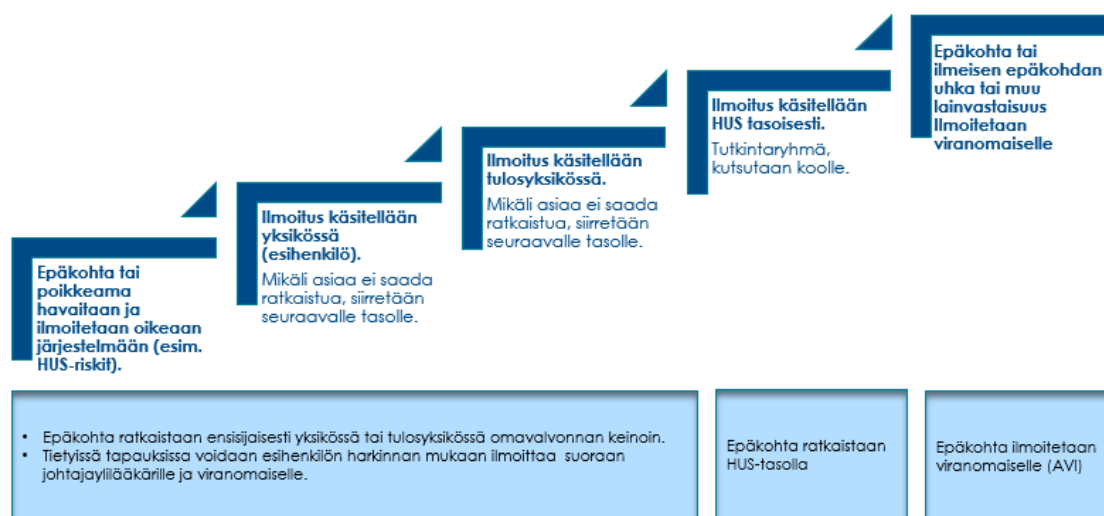 Epäkohta tai
poikkeama
havaitaan ja
ilmoitetaan oikeaan
järjestelmään (esim.
HUS-riskit).
Ilmoitus käsitellään
yksikössä
(esihenkilö).
Mikäli asiaa ei saada
ratkaistua, siirretään
seuraavalle tasolle.
Ilmoitus käsitellään
tulosyksikössä.
Mikäli asiaa ei saada
ratkaistua, siirretään
seuraavalle tasolle.
Ilmoitus käsitellään
HUS tasoisesti.
Tutkintaryhmä,
kutsutaan koolle.
Epäkohta tai
ilmeisen epäkohdan
uhka tai muu
lainvastaisuus
Ilmoitetaan
viranomaiselle
• Epäkohta ratkaistaan ensisijaisesti yksikössä tai tulosyksikössä omavalvonnan keinoin.
• Tietyissä tapauksissa voidaan esihenkilön harkinnan mukaan ilmoittaa suoraan
johtajaylilääkärille ja viranomaiselle.
Epäkohta ratkaistaan
HUS-tasolla
Epäkohta ilmoitetaan
viranomaiselle (AVI)